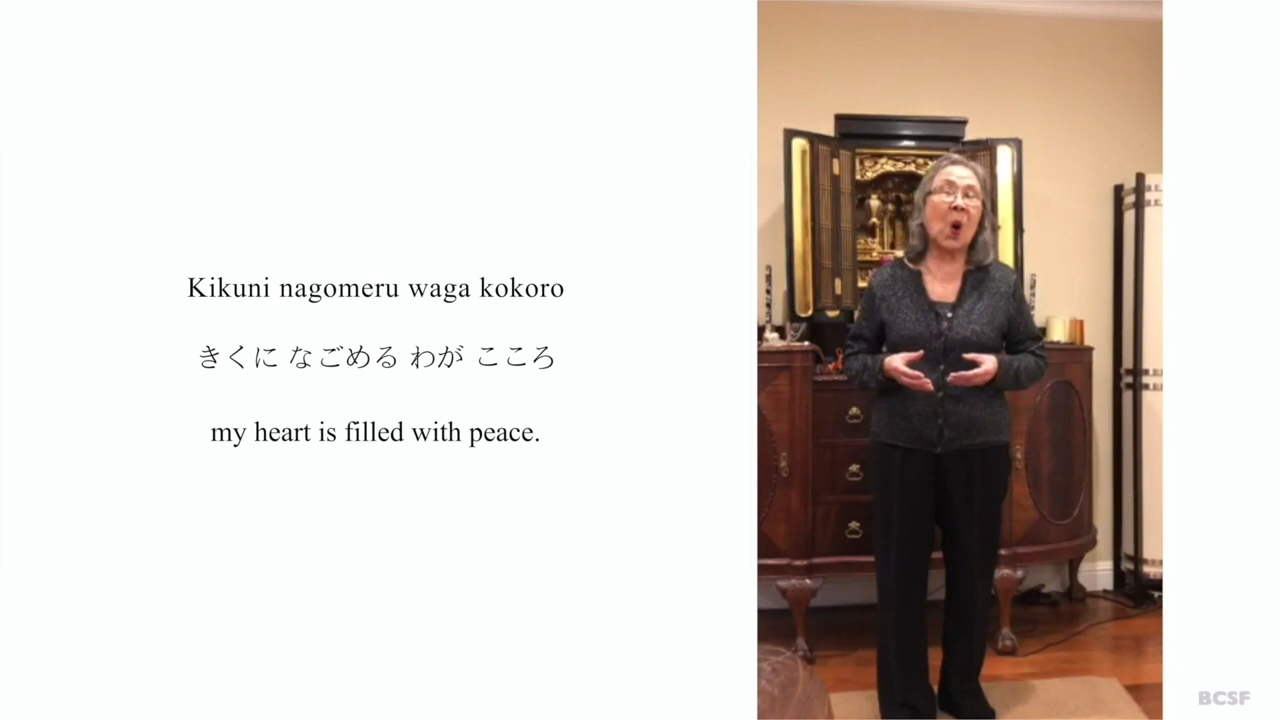 Kikuni nagomeru waga kokoro
きくに なごめる わが こころ
my heart is filled with peace.
BCSF